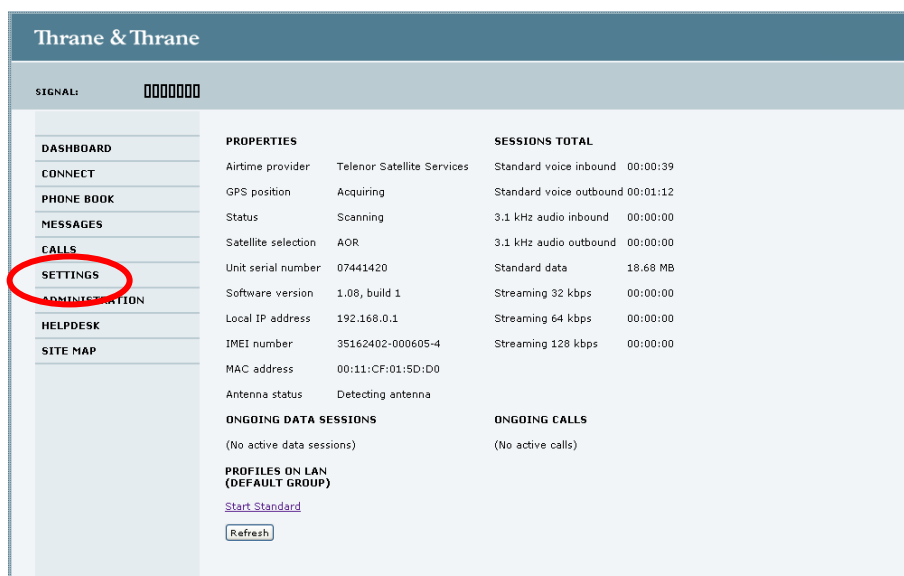 Thrane & Thrane
SIGNAL:
DASHBOARD
CONNECT
PHONE BOOK
MESSAGES
CALLS
SETTINGS
ADMINISTRATION
HELPDESK
SITE MAP
PROPERTIES
Airtime provider Telenor Satellite Services
GPS position Acquiring
Status Scanning
Satellite selection AOR
Unit serial number 07441420
Software version 1.08, build 1
Local IP address 192.168.0.1
IMEI number 35162402-000605-4
MAC address 00:11:CF:01:5D:D0
Antenna status Detecting antenna
SESSIONS TOTAL
Standard voice inbound 00:00:39
Standard voice outbound 00:01:12
3.1 kHz audio inbound 00:00:00
3.1 kHz audio outbound 00:00:00
Standard data 18.68 MB
Streaming 32 kbps 00:00:00
Streaming 64 kbps 00:00:00
Streaming 128 kbps 00:00:00
ONGOING DATA SESSIONS
(No active data sessions)
ONGOING CALLS
(No active calls)
PROFILES ON LAN
(DEFAULT GROUP)
Start Standard
Refresh